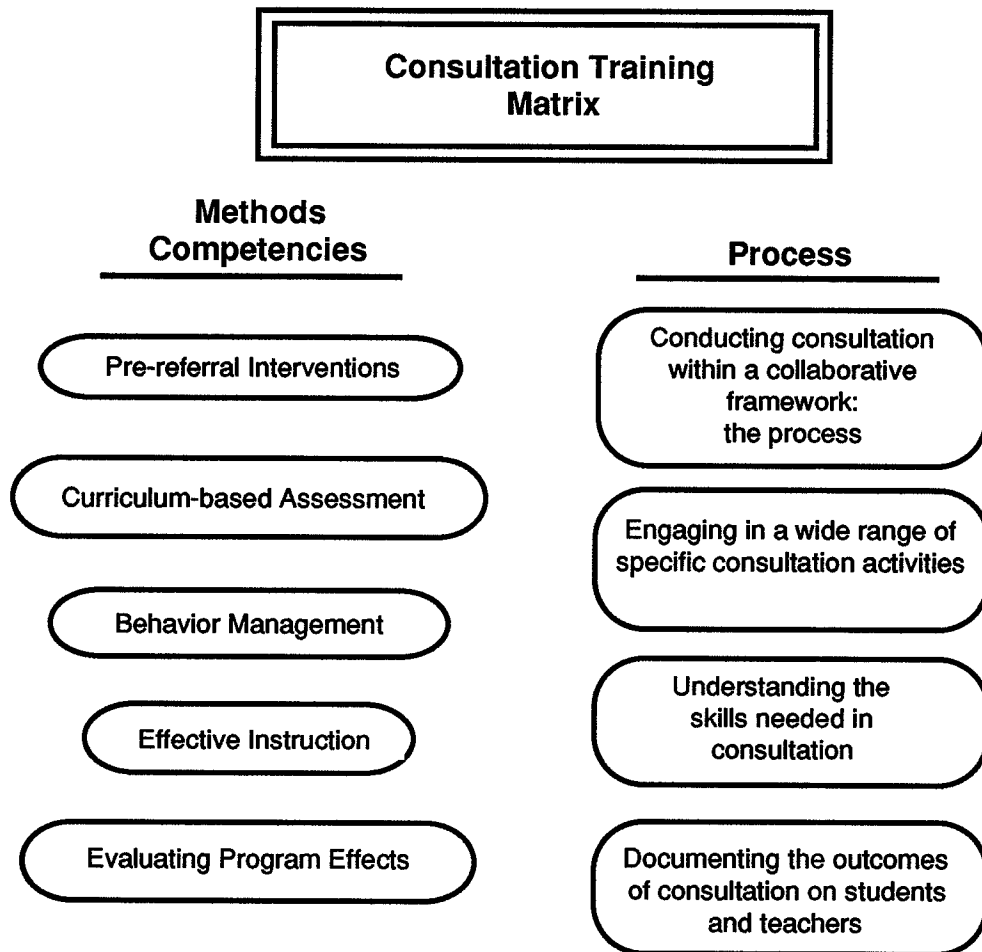 Consultation Training
Matrix
Methods
Competencies
Pre-referral Interventions
Curriculum-based Assessment
Behavior Management
Effective Instruction
Evaluating Program Effects
Process
Conducting consultation
within a collaborative
framework:
the process
Engaging in a wide range of
specific consultation activities
Understanding the
skills needed in
consultation
Documenting the outcomes
of consultation on students
and teachers